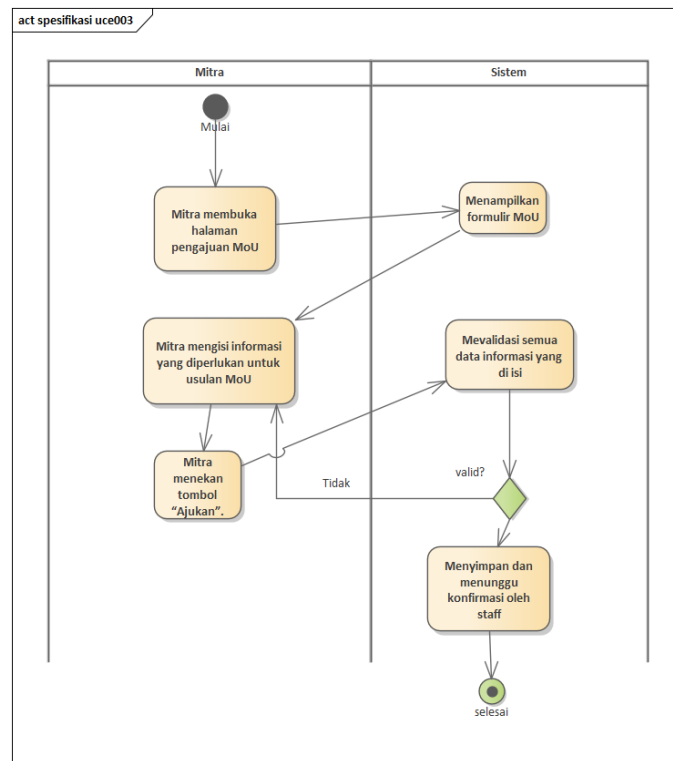 act spesifikasi uce003
Mitra
Sistem
Mulai
Mitra membuka
halaman
pengajuan MoU
Menampilkan
formulir MoU
Mitra mengisi informasi
yang diperlukan untuk
usulan MoU
Mevalidasi semua
data informasi yang
di isi
Mitra
menekan
tombol
“Ajukan”.
valid?
Tidak
Menyimpan dan
menunggu
konfirmasi oleh
staff
selesai